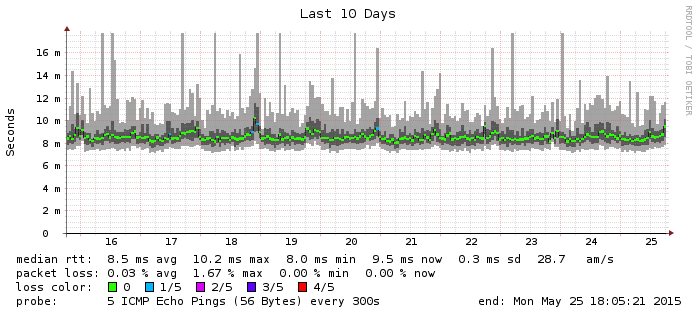 Last 10 Days
RRDTOOL / TOBI OETIKER
Seconds
16 m
14 m
12 m
10 m
8 m
6 m
4 m
2 m
0
16 17 18 19 20 21 22 23 24 25
median rtt: 8.5 ms avg 10.2 ms max 8.0 ms min 9.5 ms now 0.3 ms sd 28.7 am/s
packet loss: 0.03 % avg 1.67 % max 0.00 % min 0.00 % now
loss color: 0 1/5 2/5 3/5 4/5
probe: 5 ICMP Echo Pings (56 Bytes) every 300s end: Mon May 25 18:05:21 2015